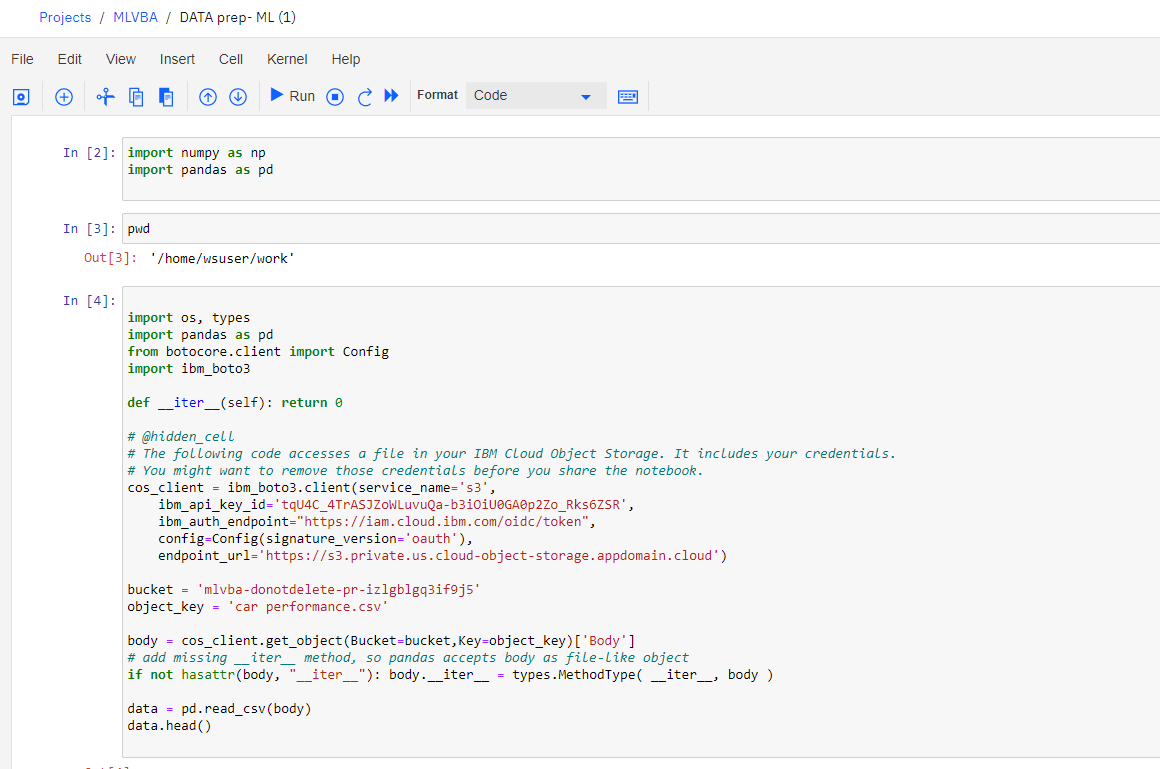 Projects / MLVBA / DATA prep- ML (1)
File Edit View Insert Cell Kernel Help
Run Format Code
In [2]: import numpy as np
import pandas as pd
In [3]: pwd
Out[3]: '/home/wsuser/work'
In [4]:
import os, types
import pandas as pd
from botocore.client import Config
import ibm_boto3
def __iter__(self): return 0
# @hidden_cell
# The following code accesses a file in your IBM Cloud Object Storage. It includes your credentials.
# You might want to remove those credentials before you share the notebook.
cos_client = ibm_boto3.client(service_name='s3',
    ibm_api_key_id='tqU4C_4TrASJZoWLuvuQa-b3iOiU0GA0p2Zo_Rks6ZSR',
    ibm_auth_endpoint="https://iam.cloud.ibm.com/oidc/token",
    config=Config(signature_version='oauth'),
    endpoint_url='https://s3.private.us.cloud-object-storage.appdomain.cloud')
bucket = 'mlvba-donotdelete-pr-izlgblgq3if9j5'
object_key = 'car performance.csv'
body = cos_client.get_object(Bucket=bucket,Key=object_key)['Body']
# add missing __iter__ method, so pandas accepts body as file-like object
if not hasattr(body, "__iter__"): body.__iter__ = types.MethodType( __iter__, body )
data = pd.read_csv(body)
data.head()